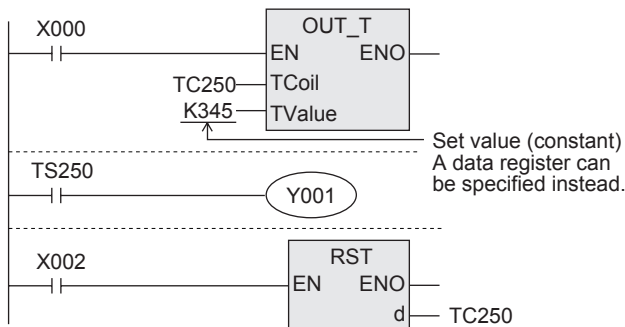 X000
OUT_T
EN ENO
TC250 TCoil
K345 TValue
Set value (constant)
A data register can
be specified instead.
TS250
Y001
X002
RST
EN ENO
d TC250